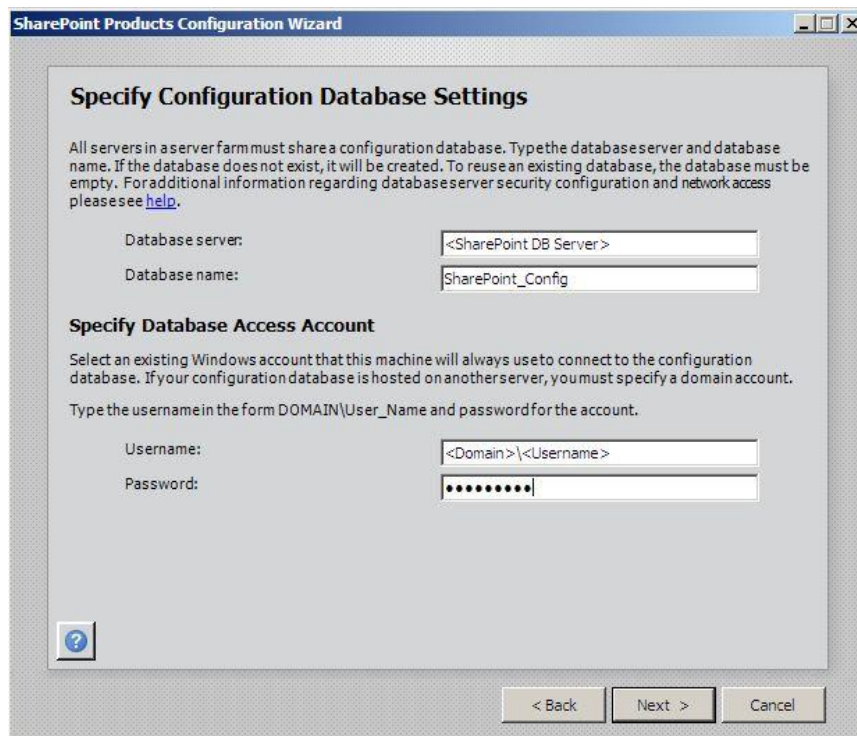 SharePoint Products Configuration Wizard
Specify Configuration Database Settings
All servers in a server farm must share a configuration database. Type the database server and database
name. If the database does not exist, it will be created. To reuse an existing database, the database must be
empty. For additional information regarding database server security configuration and network access
please see help.
Database server: <SharePoint DB Server>
Database name: SharePoint_Config
Specify Database Access Account
Select an existing Windows account that this machine will always use to connect to the configuration
database. If your configuration database is hosted on another server, you must specify a domain account.
Type the username in the form DOMAIN\User_Name and password for the account.
Username: <Domain>\<Username>
Password: ●●●●●●●●●
?
< Back Next > Cancel